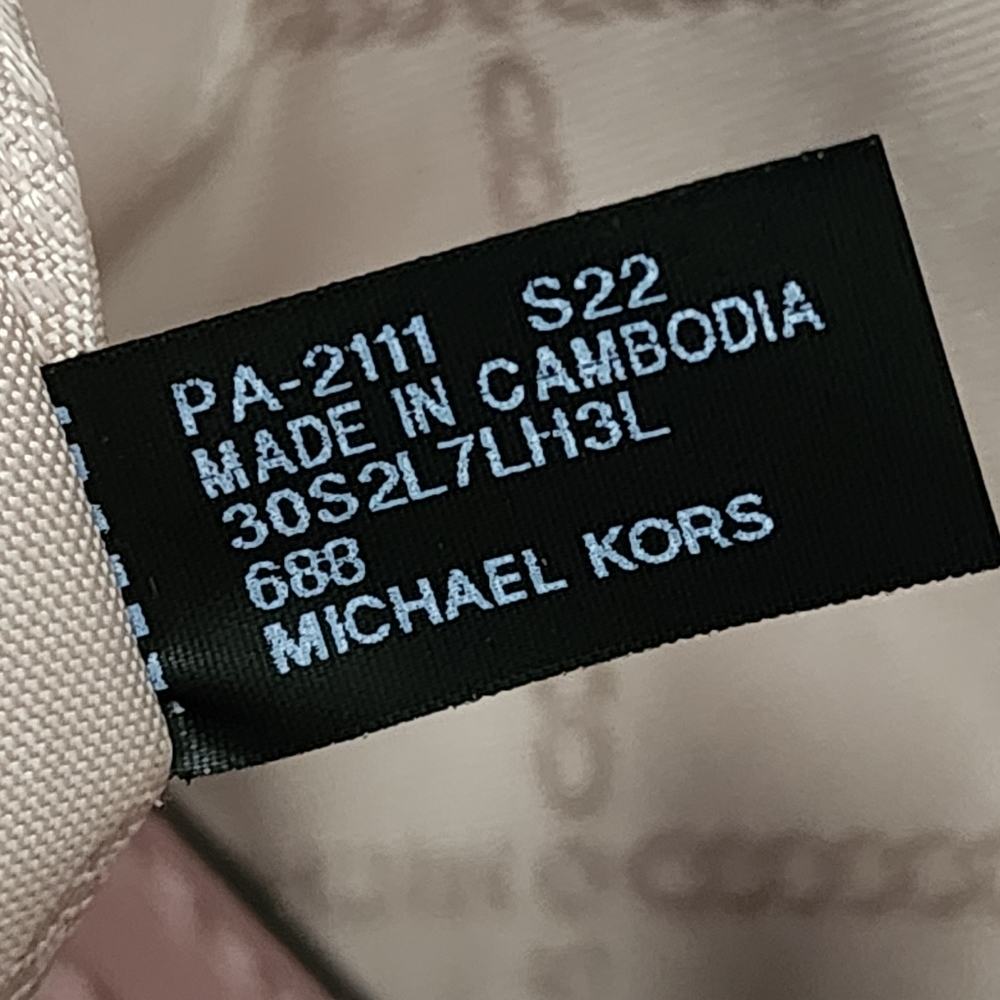 PA-2111 S22
MADE IN CAMBODIA
30S2L7LH3L
688
MICHAEL KORS